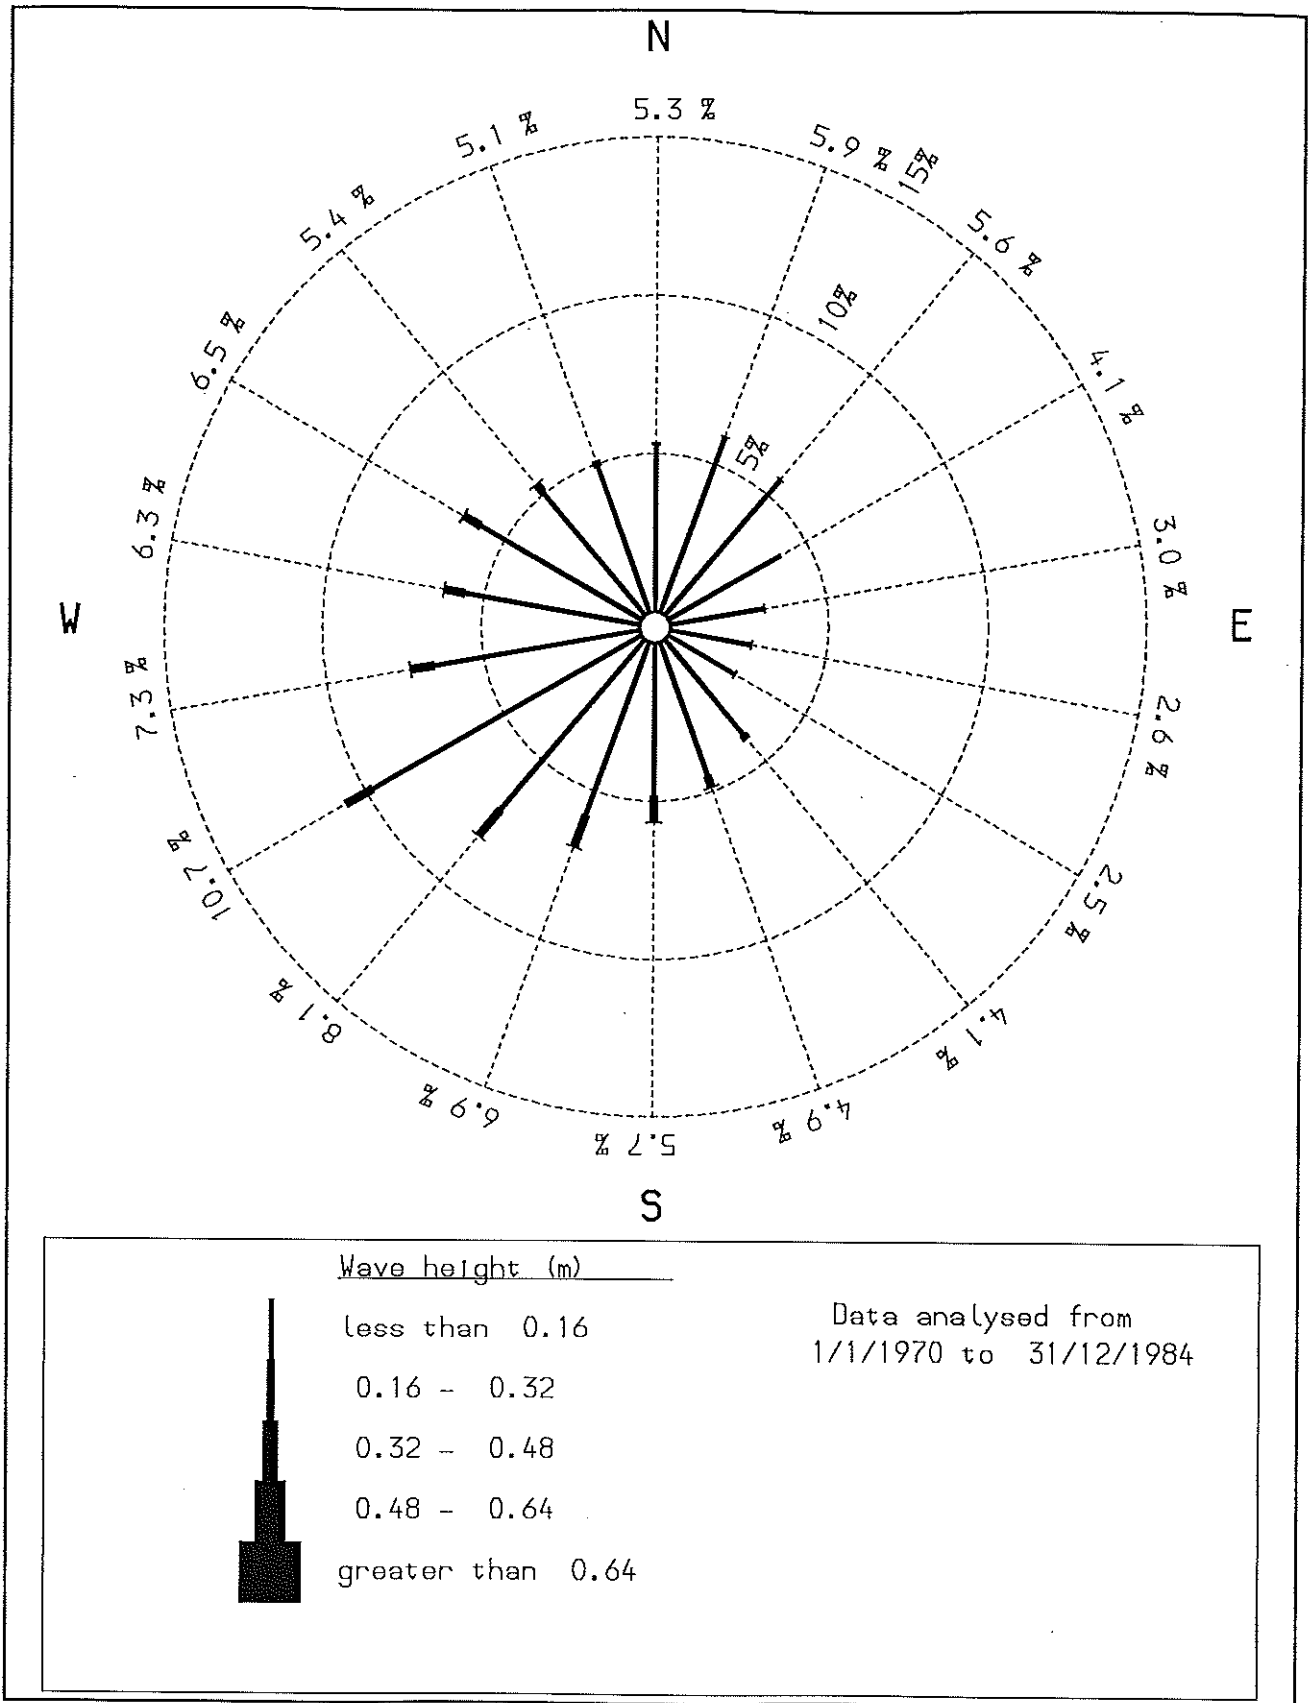 N
5.3 %
5.9 %
15%
5.6 %
4.1 %
3.0 %
E
2.6 %
2.5 %
4.1 %
4.9 %
5.7 %
S
6.9 %
8.1 %
10.7 %
7.3 %
W
6.3 %
6.5 %
5.4 %
5.1 %
10%
5%
Wave height (m)
less than 0.16
0.16 - 0.32
0.32 - 0.48
0.48 - 0.64
greater than 0.64
Data analysed from
1/1/1970 to 31/12/1984